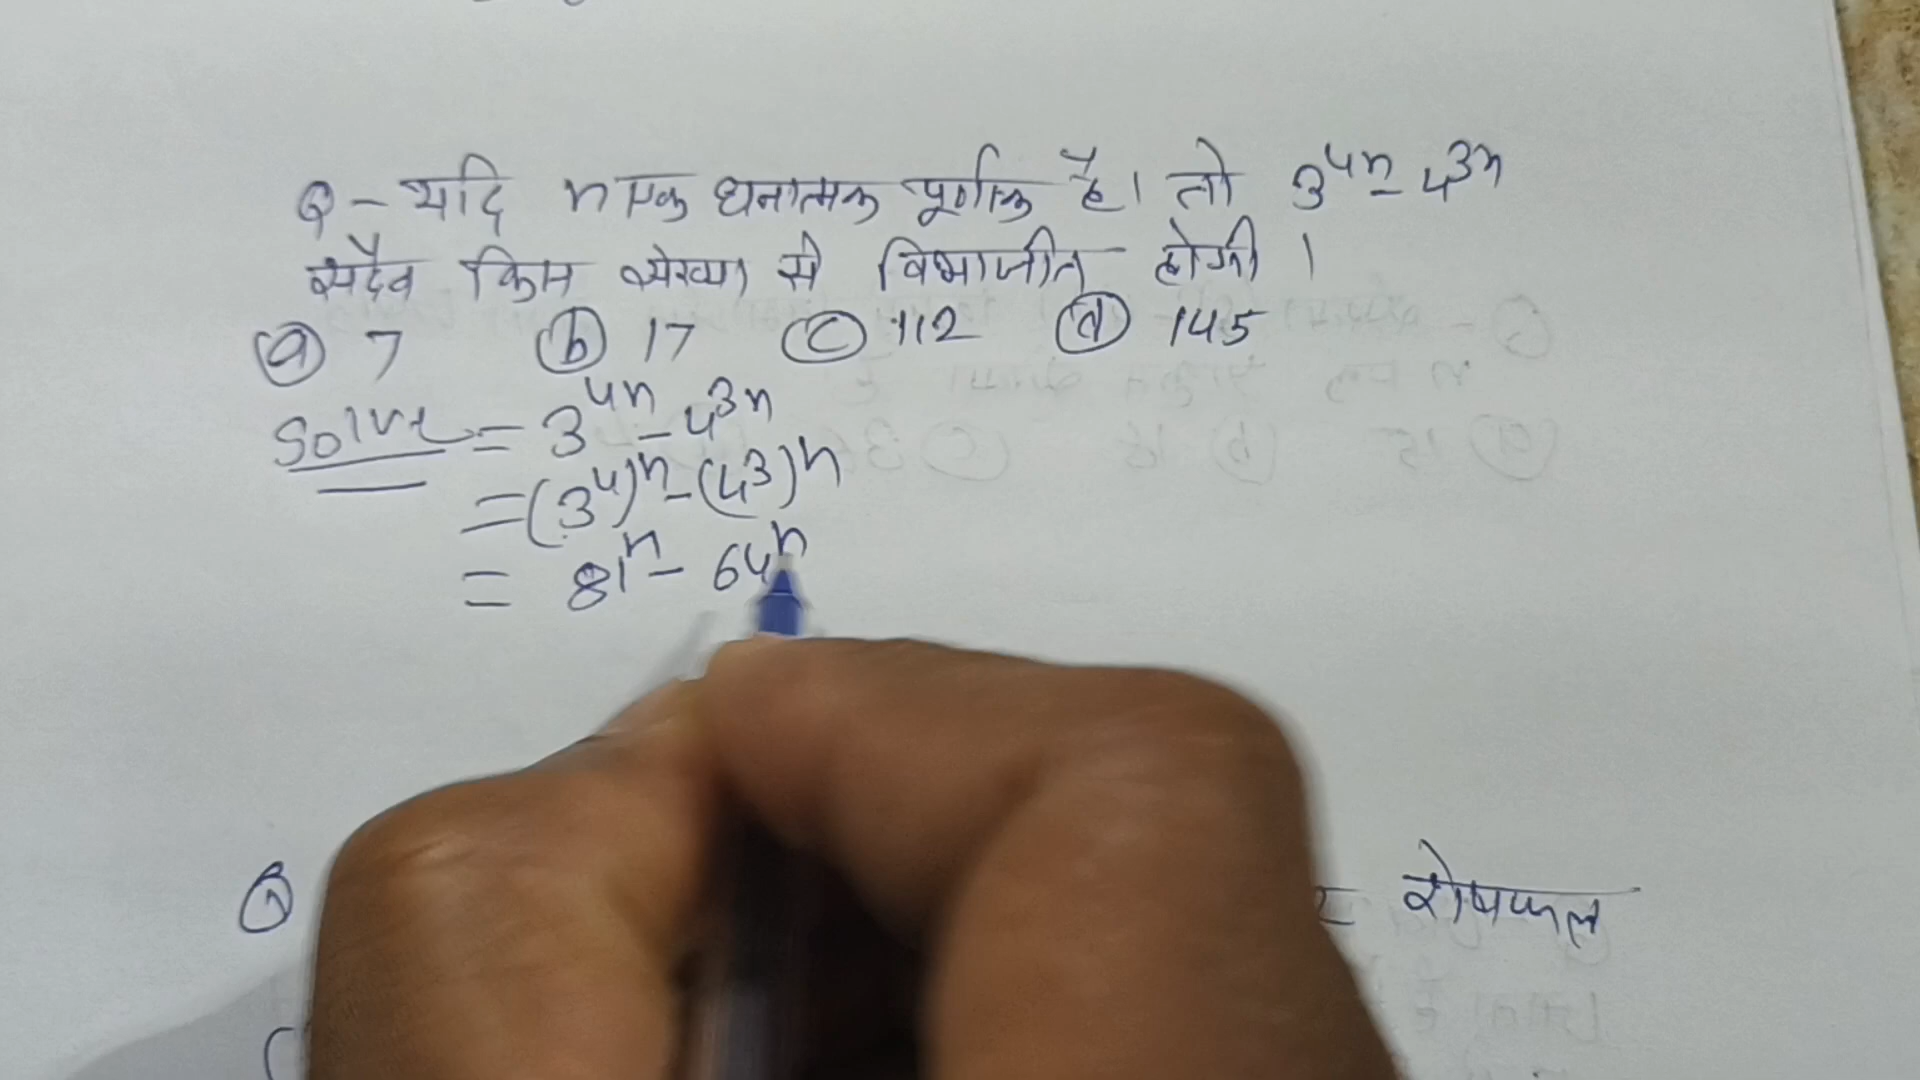 Q - यदि n एक धनात्मक पूर्णांक है। तो 3^4n - 4^3n
सदैव किस संख्या से विभाजीत होगी ।
(a) 7 (b) 17 (c) 112 (d) 145
Solve = 3^4n - 4^3n
= (3^4)^n - (4^3)^n
= 81^n - 64^n
Q शेषफल